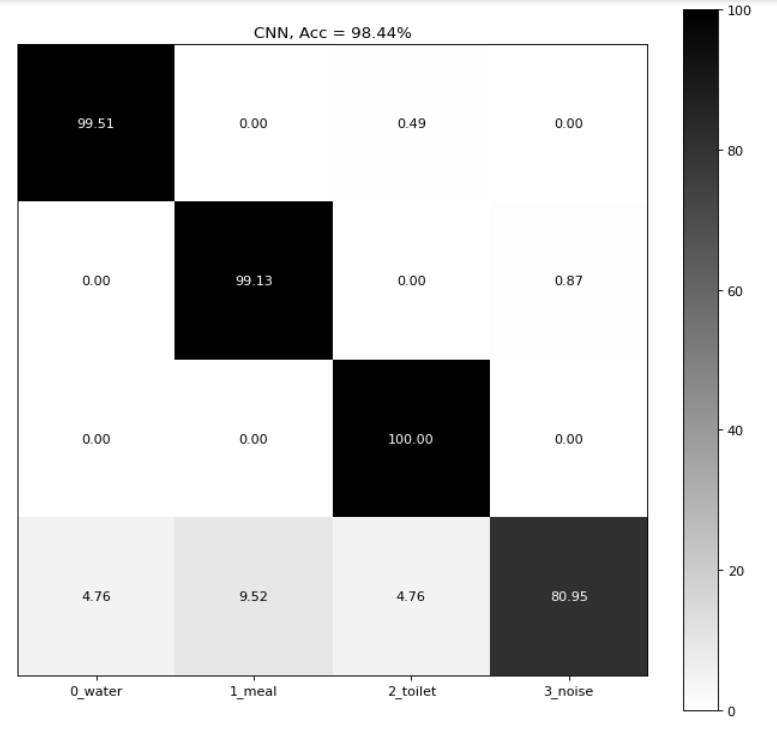 CNN, Acc = 98.44%
99.51 0.00 0.49 0.00
0.00 99.13 0.00 0.87
0.00 0.00 100.00 0.00
4.76 9.52 4.76 80.95
0_water 1_meal 2_toilet 3_noise
100
80
60
40
20
0